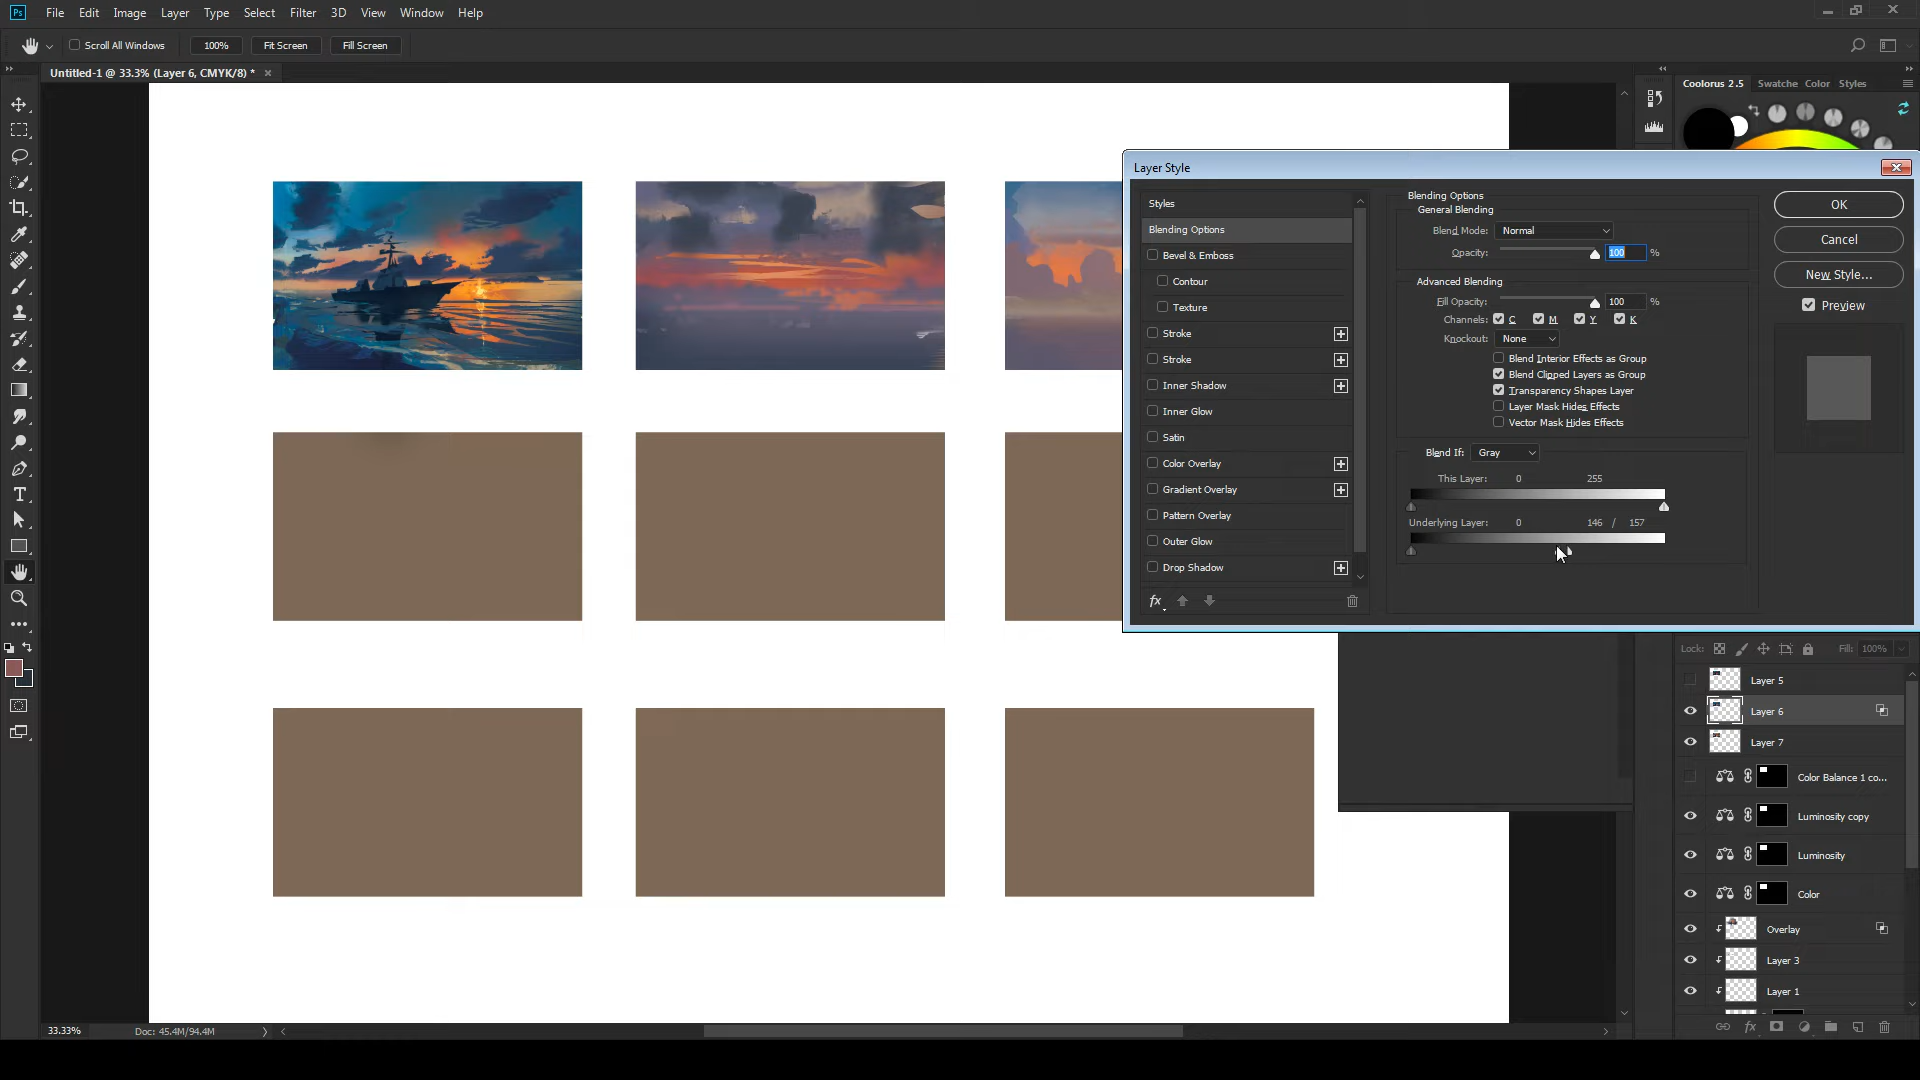 Ps File Edit Image Layer Type Select Filter 3D View Window Help
Scroll All Windows 100% Fit Screen Fill Screen
Untitled-1 @ 33.3% (Layer 6, CMYK/8) *
Coolorus 2.5 Swatche Color Styles
Layer Style
Styles
Blending Options
Bevel & Emboss
Contour
Texture
Stroke
Stroke
Inner Shadow
Inner Glow
Satin
Color Overlay
Gradient Overlay
Pattern Overlay
Outer Glow
Drop Shadow
fx
Blending Options
General Blending
Blend Mode: Normal
Opacity: 100 %
Advanced Blending
Fill Opacity: 100 %
Channels: C M Y K
Knockout: None
Blend Interior Effects as Group
Blend Clipped Layers as Group
Transparency Shapes Layer
Layer Mask Hides Effects
Vector Mask Hides Effects
Blend If: Gray
This Layer: 0 255
Underlying Layer: 0 146 / 157
OK
Cancel
New Style...
Preview
Lock: Fill: 100%
Layer 5
Layer 6
Layer 7
Color Balance 1 co...
Luminosity copy
Luminosity
Color
Overlay
Layer 3
Layer 1
fx
T
33.33% Doc: 45.4M/94.4M